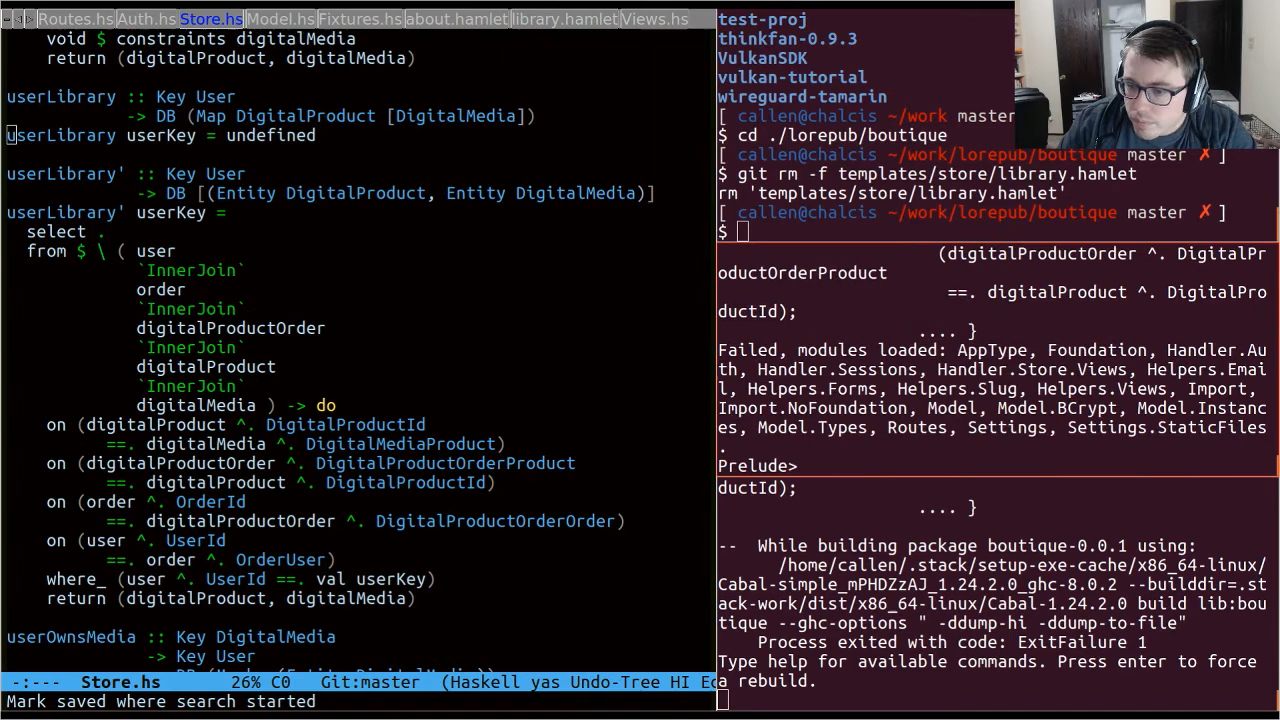 Routes.hs Auth.hs Store.hs Model.hs Fixtures.hs about.hamlet library.hamlet Views.hs
void $ constraints digitalMedia
return (digitalProduct, digitalMedia)
userLibrary :: Key User
-> DB (Map DigitalProduct [DigitalMedia])
userLibrary userKey = undefined
userLibrary' :: Key User
-> DB [(Entity DigitalProduct, Entity DigitalMedia)]
userLibrary' userKey =
select .
from $ \ ( user
`InnerJoin`
order
`InnerJoin`
digitalProductOrder
`InnerJoin`
digitalProduct
`InnerJoin`
digitalMedia ) -> do
on (digitalProduct ^. DigitalProductId
==. digitalMedia ^. DigitalMediaProduct)
on (digitalProductOrder ^. DigitalProductOrderProduct
==. digitalProduct ^. DigitalProductId)
on (order ^. OrderId
==. digitalProductOrder ^. DigitalProductOrderOrder)
on (user ^. UserId
==. order ^. OrderUser)
where_ (user ^. UserId ==. val userKey)
return (digitalProduct, digitalMedia)
userOwnsMedia :: Key DigitalMedia
-> Key User
-:--- Store.hs 26% C0 Git:master (Haskell yas Undo-Tree HI Ec
Mark saved where search started
test-proj
thinkfan-0.9.3
VulkanSDK
vulkan-tutorial
wireguard-tamarin
[ callen@chalcis ~/work master
$ cd ./lorepub/boutique
[ callen@chalcis ~/work/lorepub/boutique master ✗ ]
$ git rm -f templates/store/library.hamlet
rm 'templates/store/library.hamlet'
[ callen@chalcis ~/work/lorepub/boutique master ✗ ]
$
(digitalProductOrder ^. DigitalPr
oductOrderProduct
==. digitalProduct ^. DigitalPro
ductId);
.... }
Failed, modules loaded: AppType, Foundation, Handler.Au
th, Handler.Sessions, Handler.Store.Views, Helpers.Emai
l, Helpers.Forms, Helpers.Slug, Helpers.Views, Import,
Import.NoFoundation, Model, Model.BCrypt, Model.Instanc
es, Model.Types, Routes, Settings, Settings.StaticFiles
.
Prelude>
ductId);
.... }
-- While building package boutique-0.0.1 using:
/home/callen/.stack/setup-exe-cache/x86_64-linux/
Cabal-simple_mPHDZzAJ_1.24.2.0_ghc-8.0.2 --builddir=.st
ack-work/dist/x86_64-linux/Cabal-1.24.2.0 build lib:bou
tique --ghc-options " -ddump-hi -ddump-to-file"
Process exited with code: ExitFailure 1
Type help for available commands. Press enter to force
a rebuild.